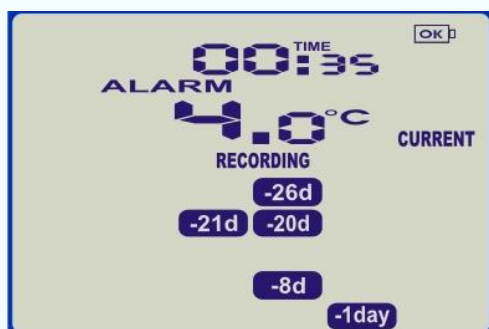 OK
TIME
00:35
ALARM
4.0°C
CURRENT
RECORDING
-26d
-21d -20d
-8d
-1day